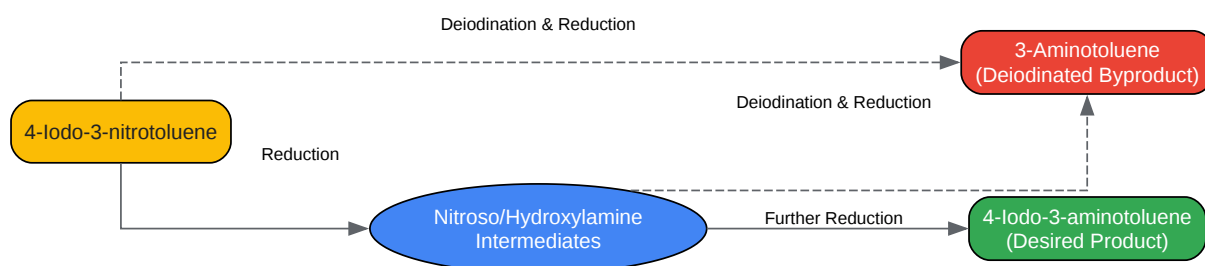 Deiodination & Reduction
3-Aminotoluene
(Deiodinated Byproduct)
Deiodination & Reduction
4-Iodo-3-nitrotoluene
Reduction
Nitroso/Hydroxylamine
Intermediates
Further Reduction
4-Iodo-3-aminotoluene
(Desired Product)